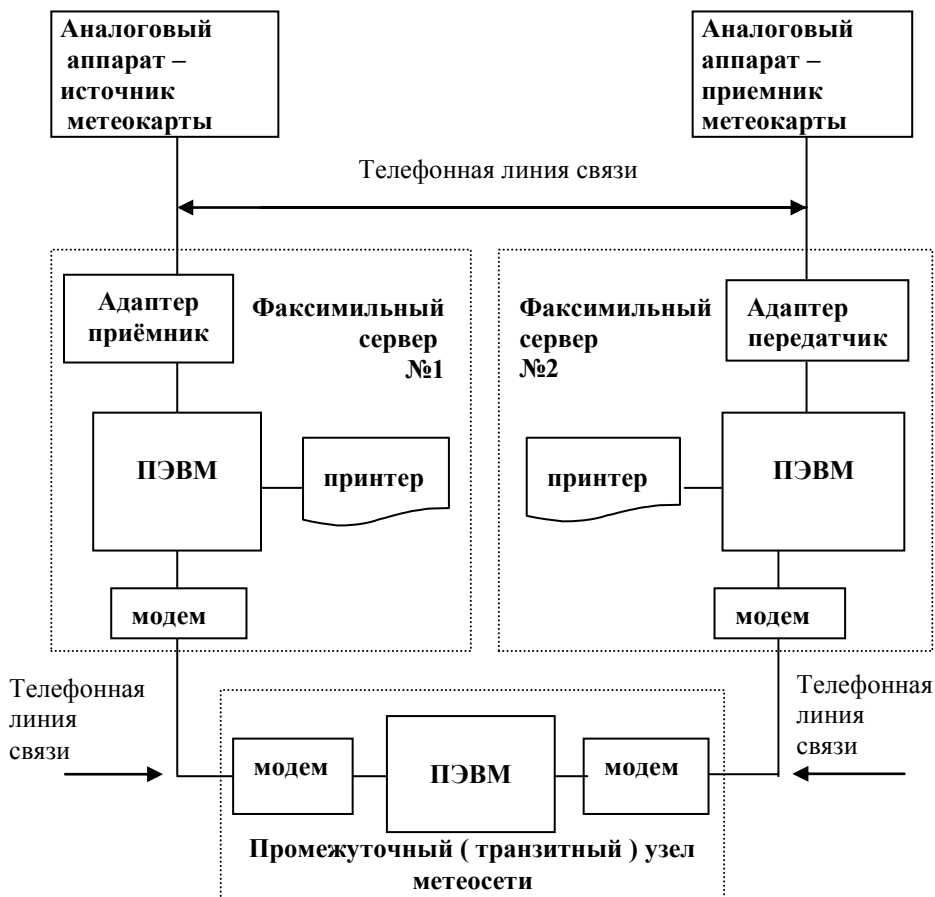 Аналоговый
аппарат –
источник
метеокарты
Аналоговый
аппарат –
приемник
метеокарты
Телефонная линия связи
Адаптер
приёмник
Факсимильный
сервер
№1
Факсимильный
сервер
№2
Адаптер
передатчик
ПЭВМ
принтер
принтер
ПЭВМ
модем
модем
Телефонная
линия
связи
Телефонная
линия
связи
модем
ПЭВМ
модем
Промежуточный ( транзитный ) узел
метеосети